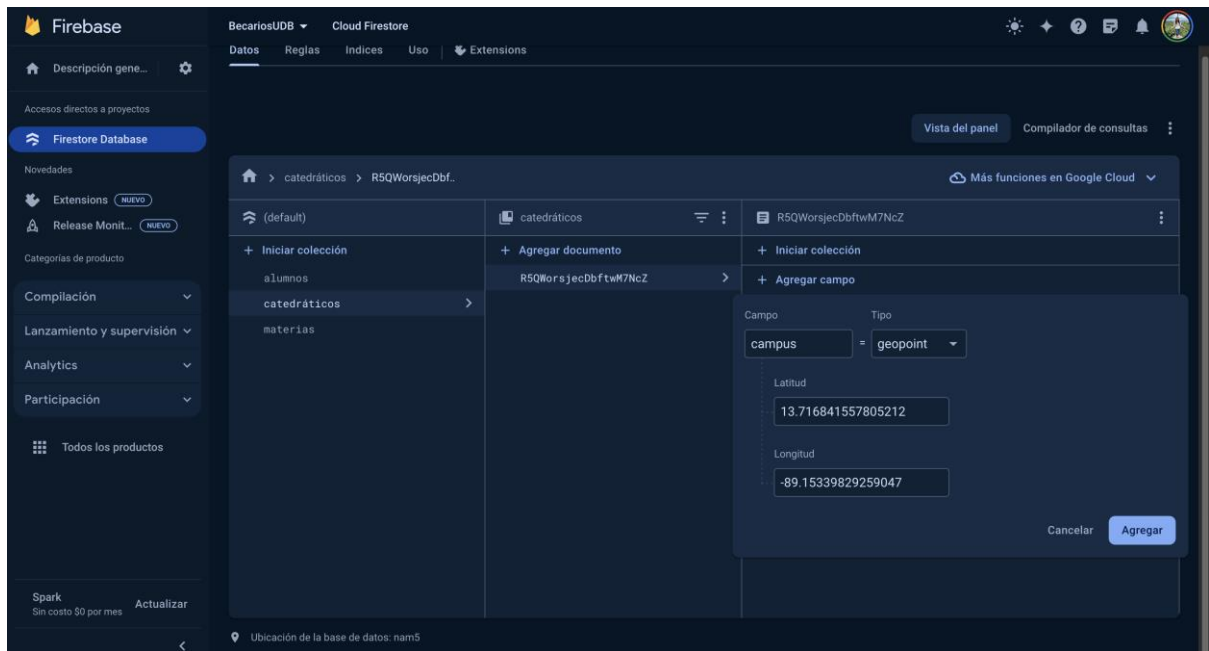 Firebase
Descripción gene...
Accesos directos a proyectos
Firestore Database
Novedades
Extensions NUEVO
Release Monit... NUEVO
Categorías de producto
Compilación
Lanzamiento y supervisión
Analytics
Participación
Todos los productos
Spark
Sin costo $0 por mes
Actualizar
BecariosUDB
Cloud Firestore
Datos Reglas Indices Uso Extensions
Vista del panel Compilador de consultas
> catedráticos > R5QWorsjecDbf..
Más funciones en Google Cloud
(default)
+ Iniciar colección
alumnos
catedráticos
materias
catedráticos
+ Agregar documento
R5QWorsjecDbftwM7NcZ
R5QWorsjecDbftwM7NcZ
+ Iniciar colección
+ Agregar campo
Campo Tipo
campus = geopoint
Latitud
13.716841557805212
Longitud
-89.15339829259047
Cancelar Agregar
Ubicación de la base de datos: nam5